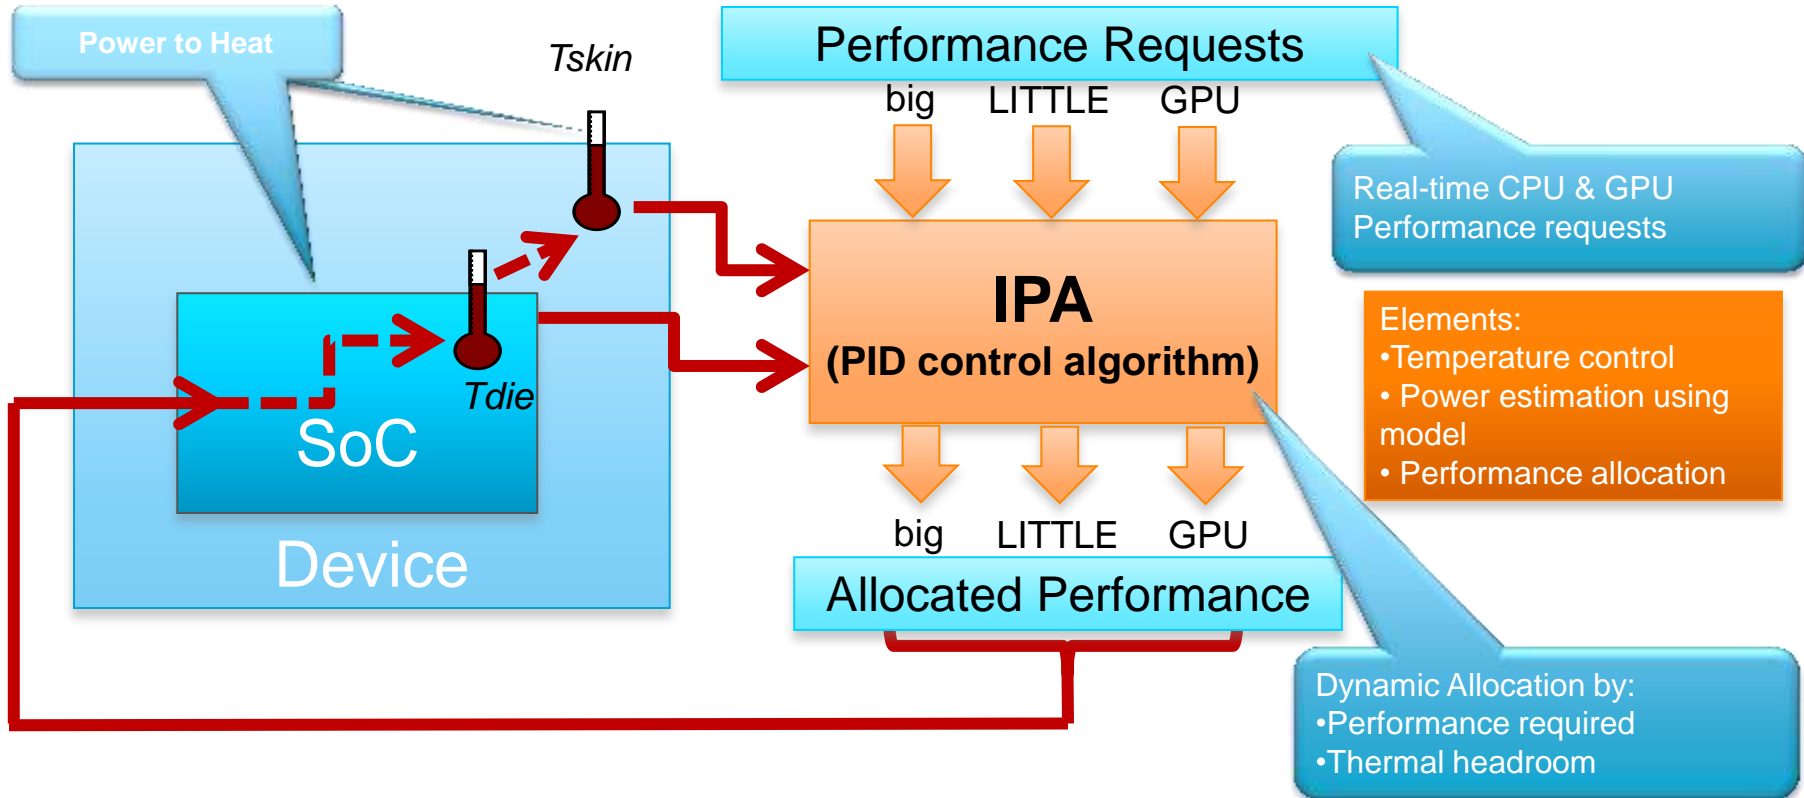 Power to Heat
Tskin
Performance Requests
big LITTLE GPU
Real-time CPU & GPU
Performance requests
IPA
(PID control algorithm)
Elements:
•Temperature control
• Power estimation using
model
• Performance allocation
Tdie
SoC
Device
big LITTLE GPU
Allocated Performance
Dynamic Allocation by:
•Performance required
•Thermal headroom